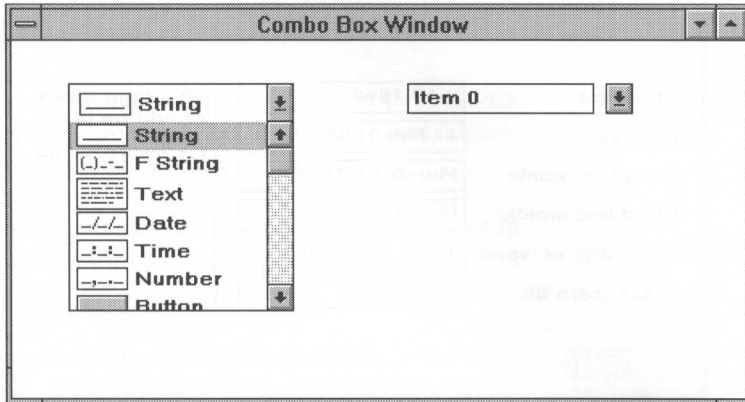 Combo Box Window
String
Item 0
String
F String
Text
Date
Time
Number
Button